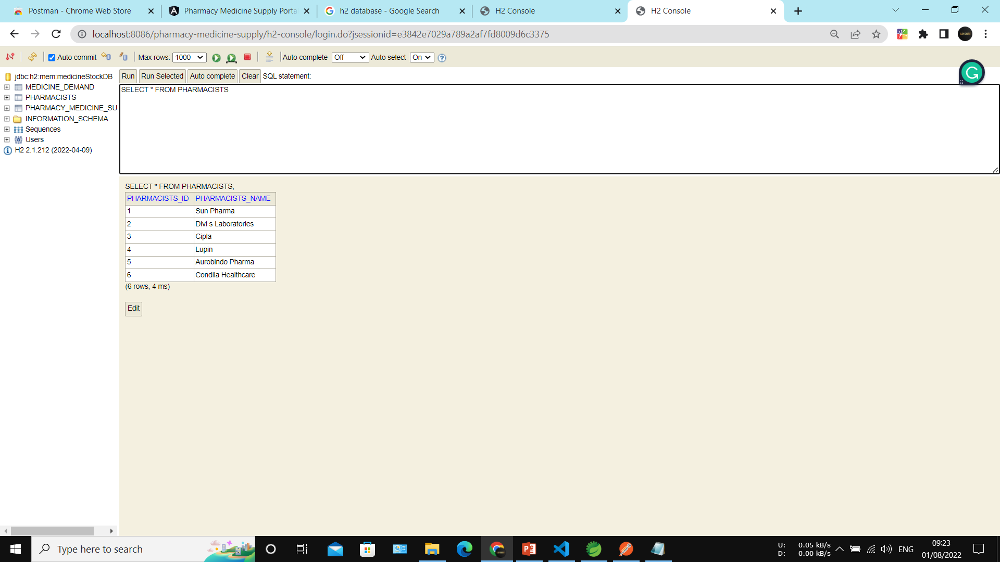 Postman - Chrome Web Store
Pharmacy Medicine Supply Porta
h2 database - Google Search
H2 Console
H2 Console
localhost:8086/pharmacy-medicine-supply/h2-console/login.do?jsessionid=e3842e7029a789a2af7fd8009d6c3375
Auto commit Max rows: 1000 Auto complete Off Auto select On
jdbc:h2:mem:medicineStockDB
MEDICINE_DEMAND
PHARMACISTS
PHARMACY_MEDICINE_SU
INFORMATION_SCHEMA
Sequences
Users
H2 2.1.212 (2022-04-09)
Run Run Selected Auto complete Clear SQL statement:
SELECT * FROM PHARMACISTS
SELECT * FROM PHARMACISTS;
PHARMACISTS_ID PHARMACISTS_NAME
1 Sun Pharma
2 Divi s Laboratories
3 Cipla
4 Lupin
5 Aurobindo Pharma
6 Condila Healthcare
(6 rows, 4 ms)
Edit
Type here to search
U: 0.05 kB/s
D: 0.00 kB/s
ENG
09:23
01/08/2022